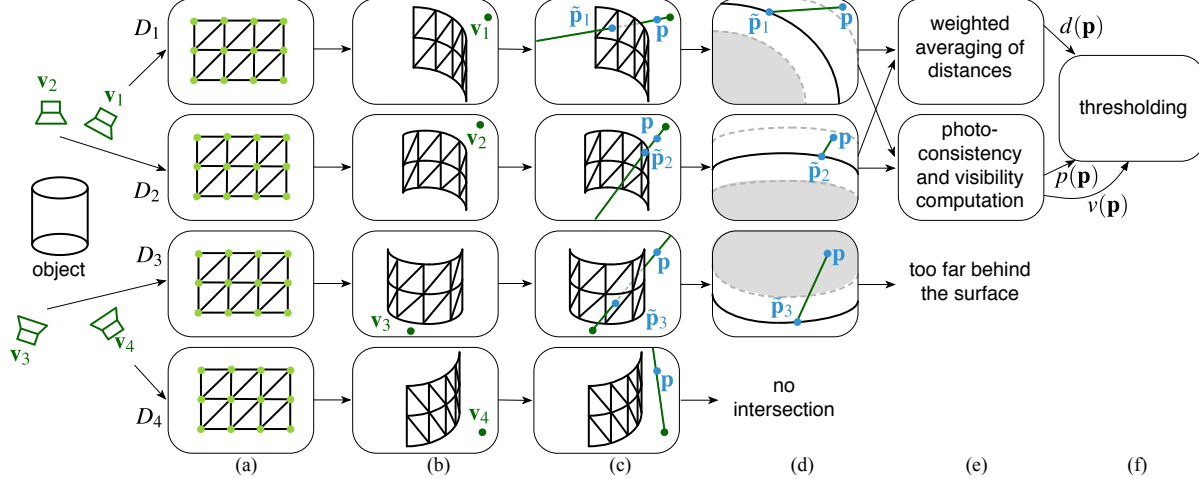 D1
v2
v1
D2
object
D3
v3
v4
D4
v1
v2
v3
v4
p̃1
p
p
p̃2
p
p̃3
p
p̃1
p
p
p̃2
p
p̃3
weighted
averaging of
distances
photo-
consistency
and visibility
computation
too far behind
the surface
no
intersection
d(p)
thresholding
p(p)
v(p)
(a)
(b)
(c)
(d)
(e)
(f)